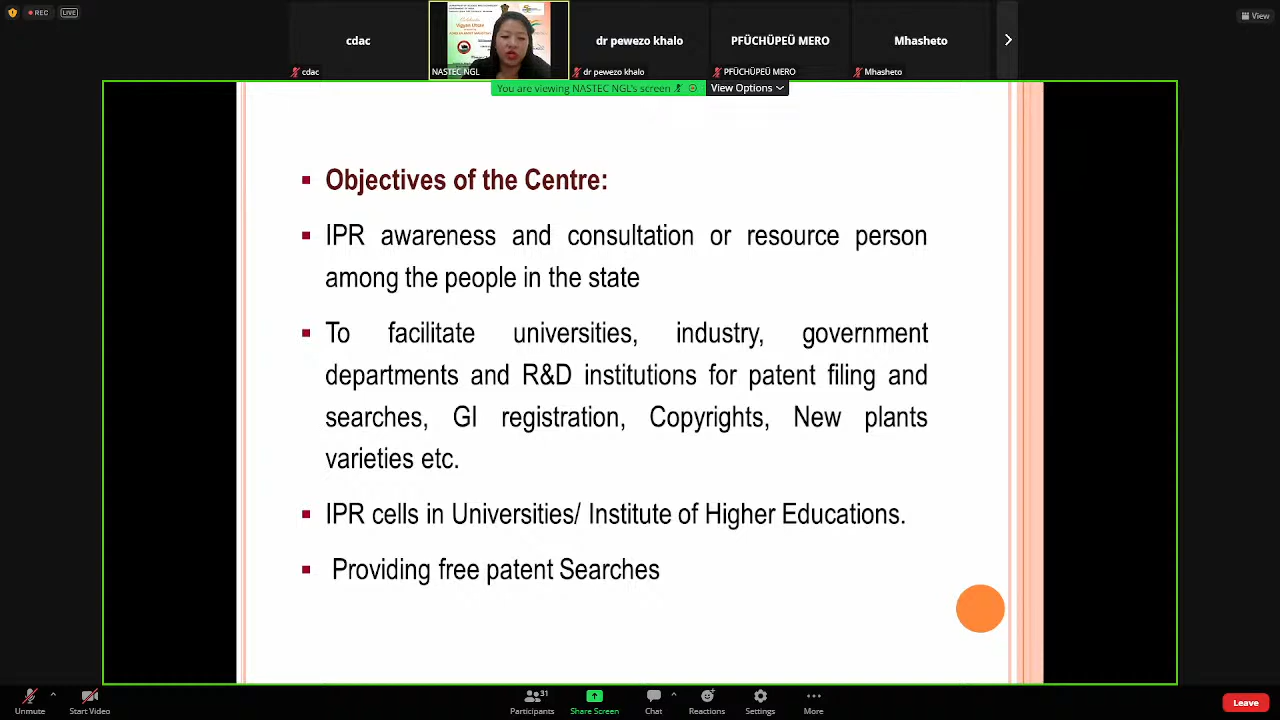 REC
LIVE
View
cdac
dr pewezo khalo
PFÜCHÜPEÜ MERO
Mhasheto
cdac
NASTEC NGL
dr pewezo khalo
PFÜCHÜPEÜ MERO
Mhasheto
You are viewing NASTEC NGL's screen
View Options
Objectives of the Centre:
IPR awareness and consultation or resource person
among the people in the state
To facilitate universities, industry, government
departments and R&D institutions for patent filing and
searches, GI registration, Copyrights, New plants
varieties etc.
IPR cells in Universities/ Institute of Higher Educations.
Providing free patent Searches
Unmute
Start Video
31
Participants
Share Screen
Chat
Reactions
Settings
More
Leave